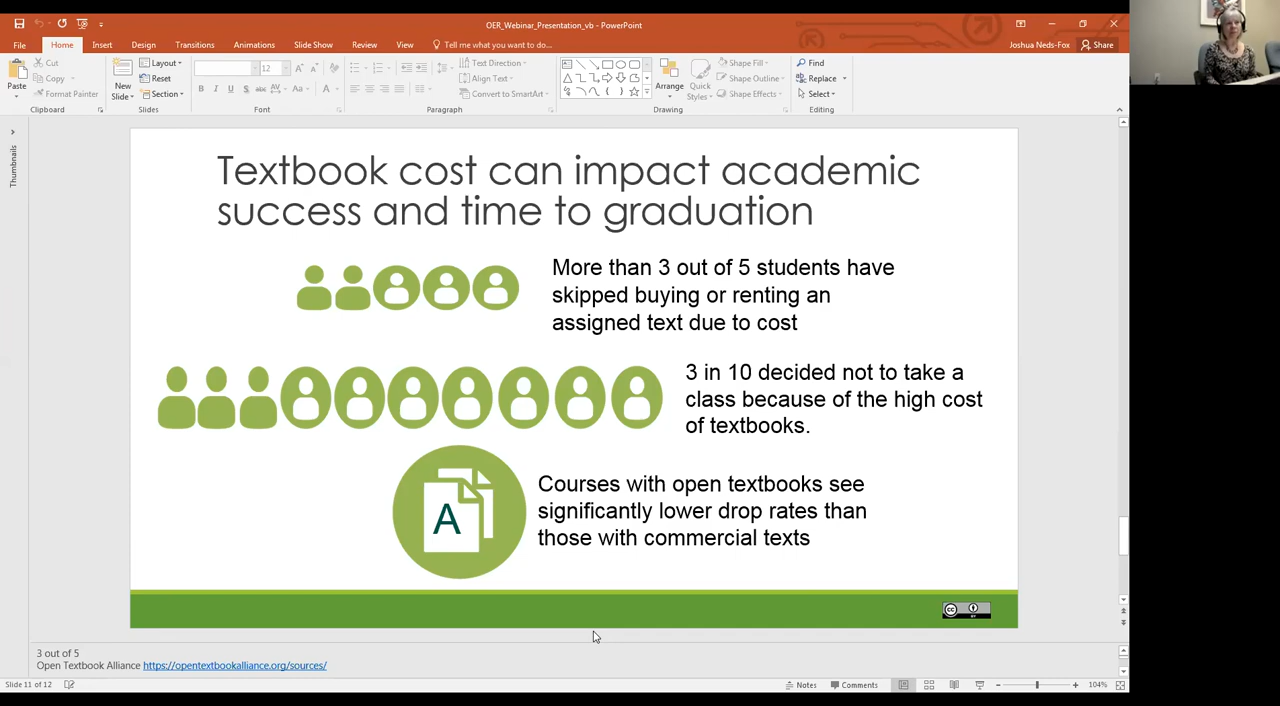 OER_Webinar_Presentation_vb - PowerPoint
File Home Insert Design Transitions Animations Slide Show Review View Tell me what you want to do... Joshua Neds-Fox Share
Paste
Cut
Copy
Format Painter
Clipboard
New
Slide
Layout
Reset
Section
Slides
12
B I U S abc AV Aa A
Font
Text Direction
Align Text
Convert to SmartArt
Paragraph
Arrange
Quick
Styles
Shape Fill
Shape Outline
Shape Effects
Drawing
Find
Replace
Select
Editing
Thumbnails
Textbook cost can impact academic
success and time to graduation
More than 3 out of 5 students have
skipped buying or renting an
assigned text due to cost
3 in 10 decided not to take a
class because of the high cost
of textbooks.
A
Courses with open textbooks see
significantly lower drop rates than
those with commercial texts
cc
BY
3 out of 5
Open Textbook Alliance https://opentextbookalliance.org/sources/
Slide 11 of 12 Notes Comments 104%